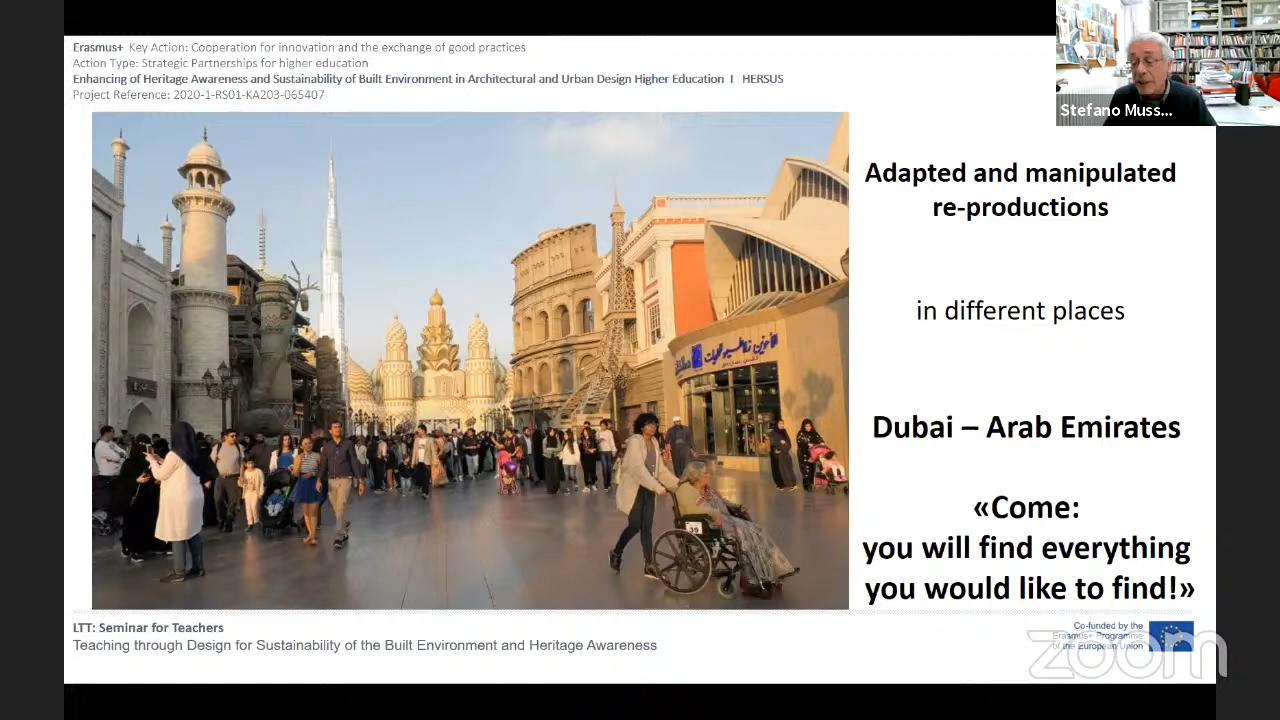 Erasmus+ Key Action: Cooperation for innovation and the exchange of good practices
Action Type: Strategic Partnerships for higher education
Enhancing of Heritage Awareness and Sustainability of Built Environment in Architectural and Urban Design Higher Education I HERSUS
Project Reference: 2020-1-RS01-KA203-065407
Stefano Muss...
Adapted and manipulated
re-productions
in different places
Dubai – Arab Emirates
«Come:
you will find everything
you would like to find!»
39
LTT: Seminar for Teachers
Teaching through Design for Sustainability of the Built Environment and Heritage Awareness
Co-funded by the
Erasmus+ Programme
of the European Union
zoom